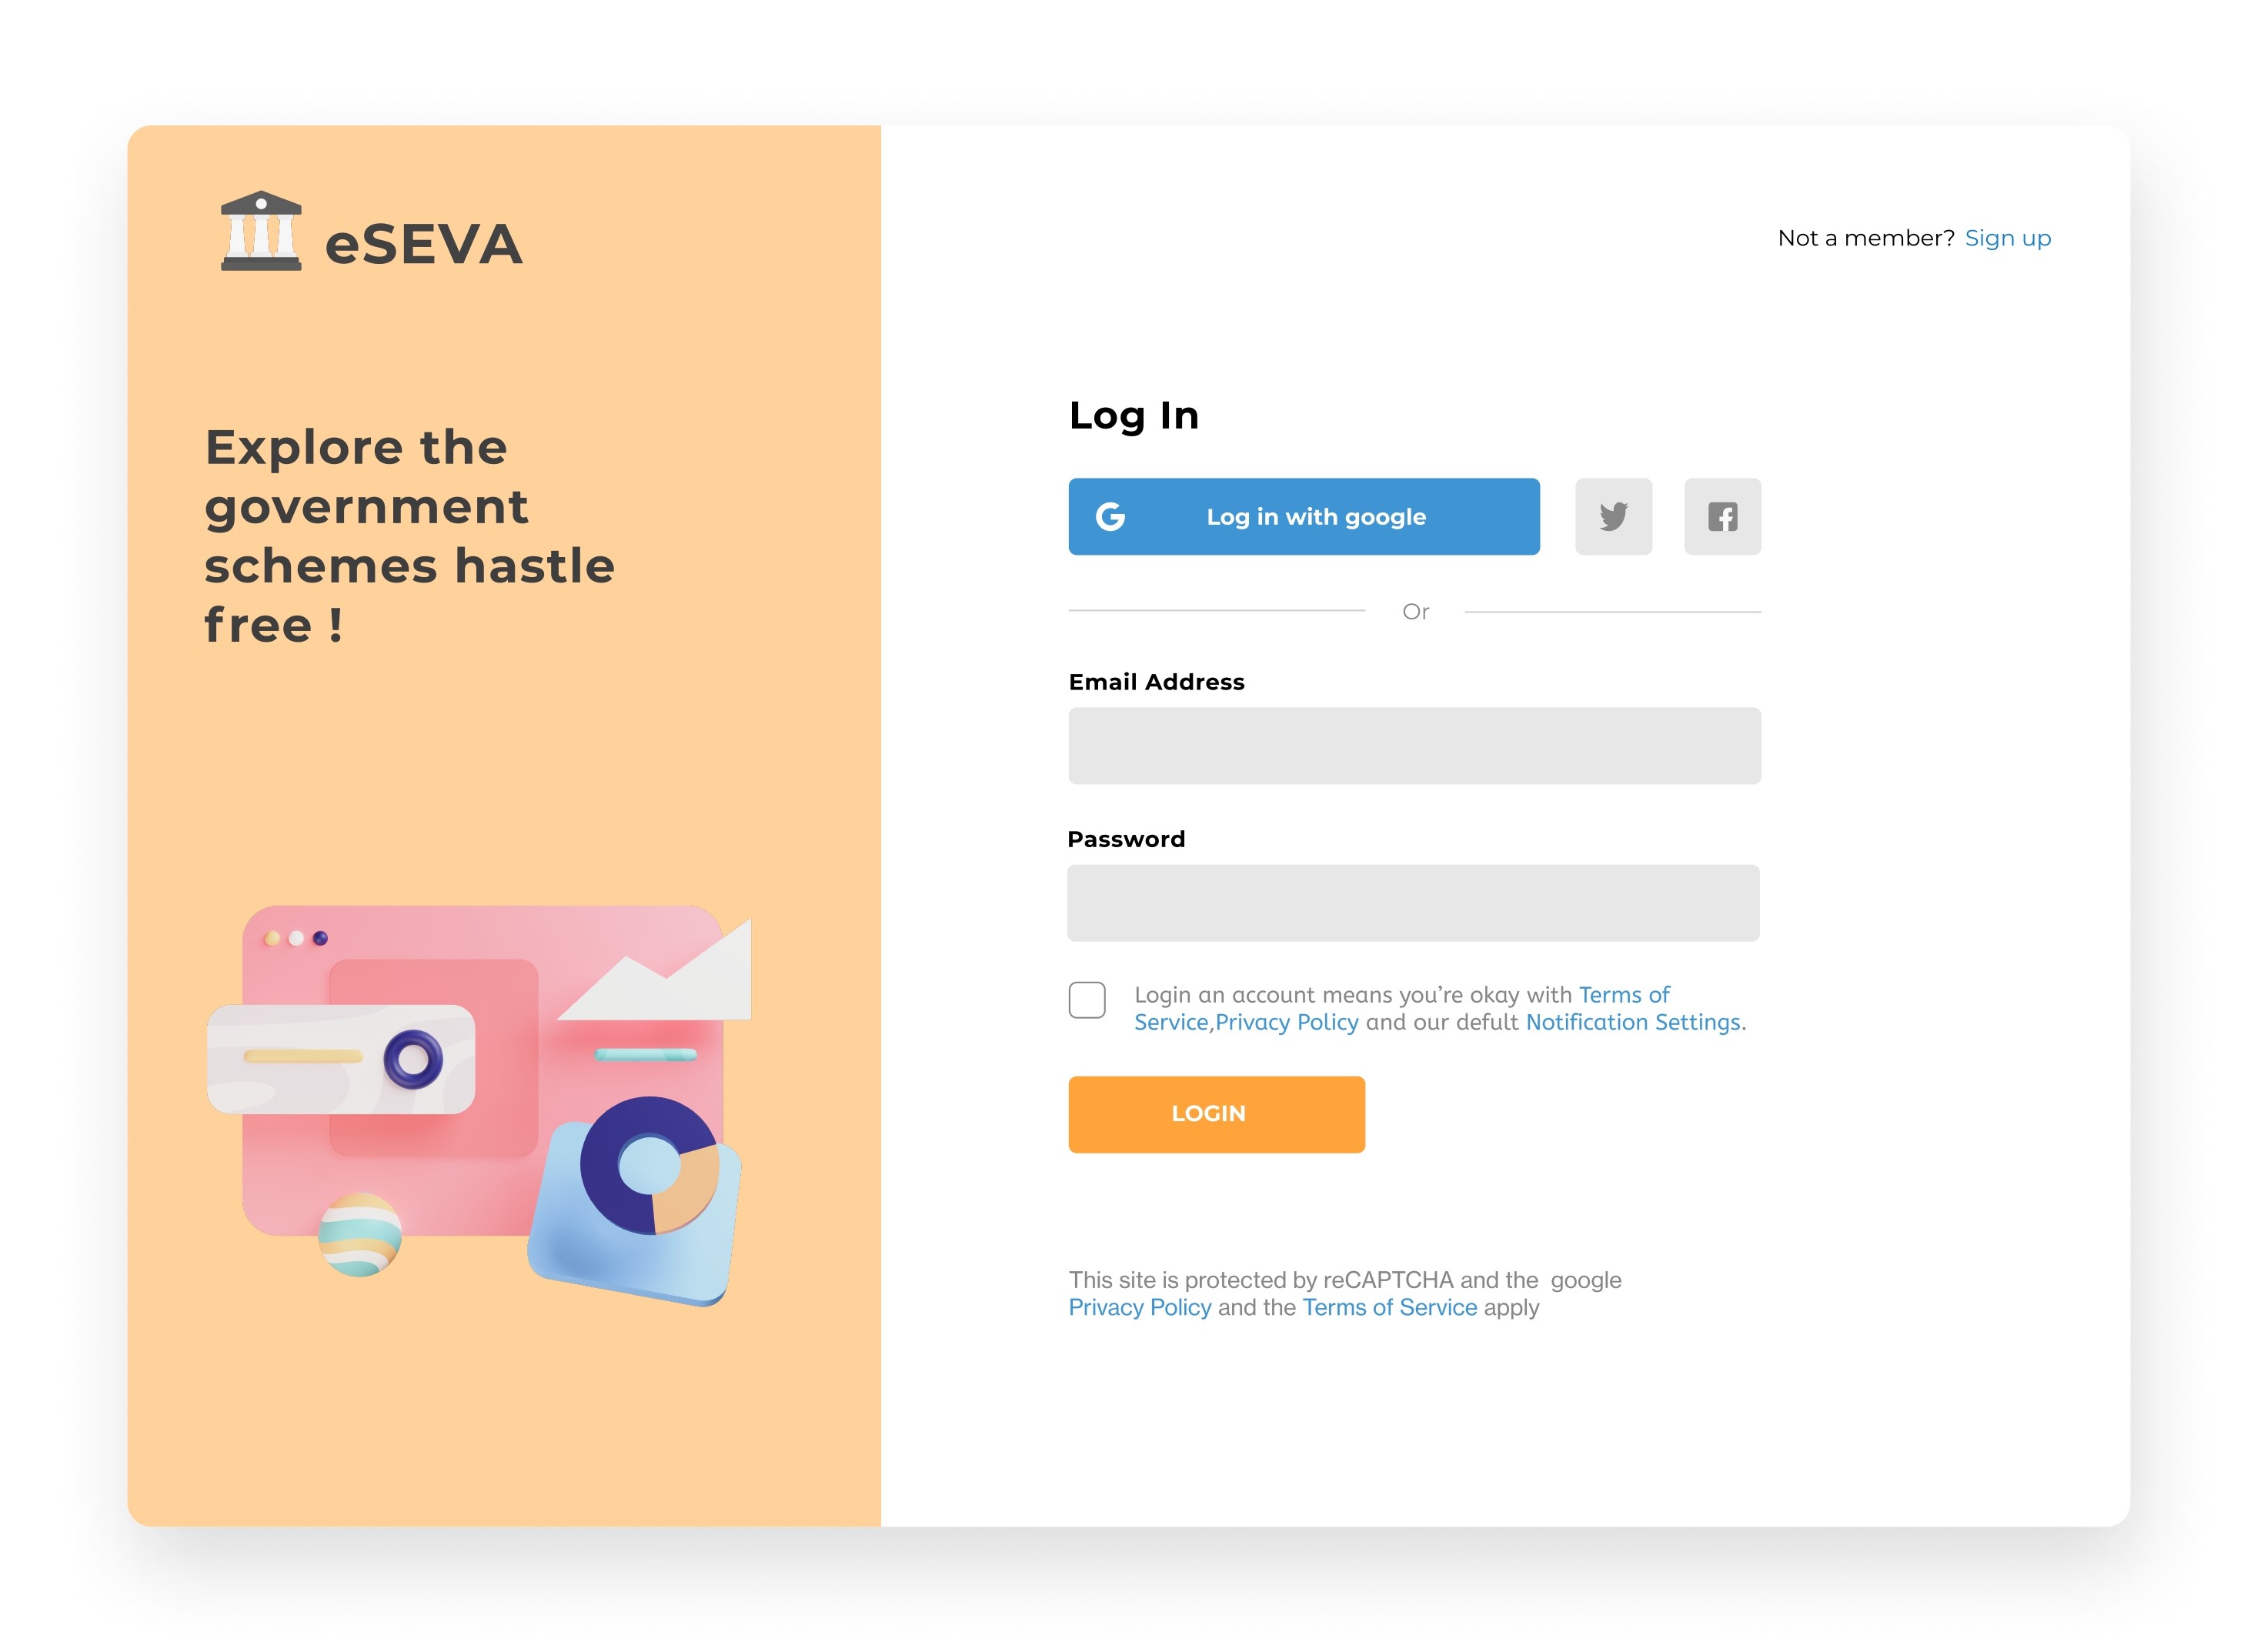 eSEVA
Explore the
government
schemes hastle
free !
Not a member? Sign up
Log In
Log in with google
Or
Email Address
Password
Login an account means you’re okay with Terms of
Service,Privacy Policy and our defult Notification Settings.
LOGIN
This site is protected by reCAPTCHA and the  google
Privacy Policy and the Terms of Service apply